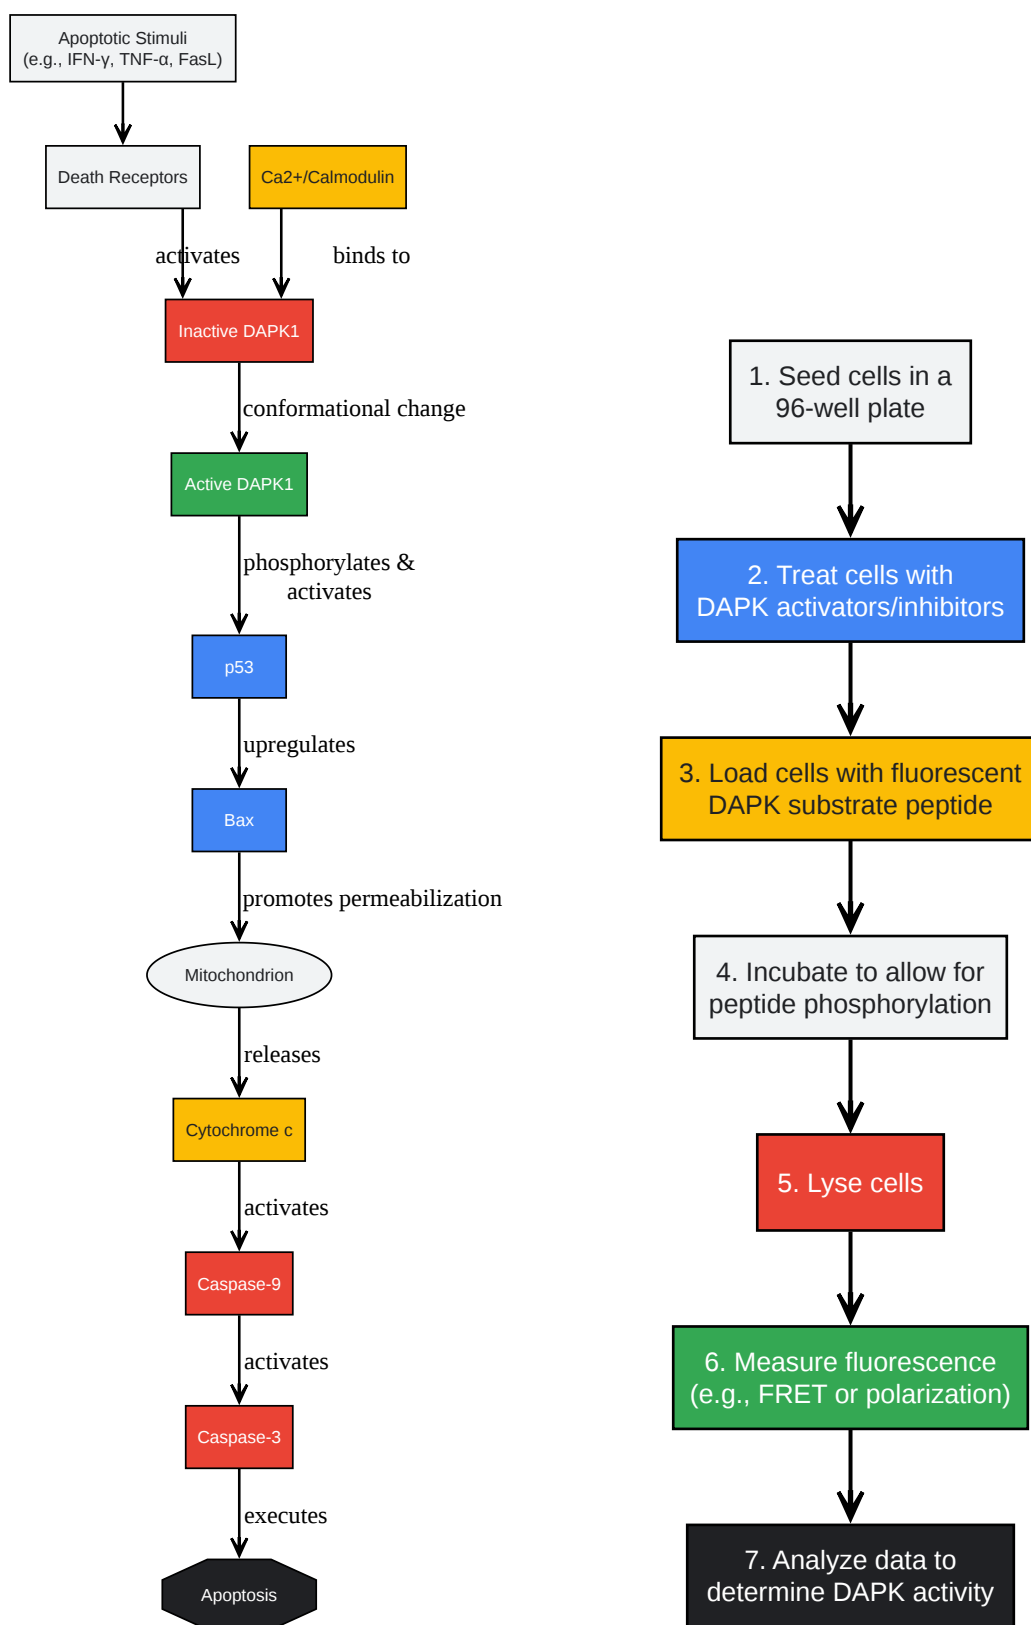 Apoptotic Stimuli
(e.g., IFN-γ, TNF-α, FasL)
Death Receptors
Ca2+/Calmodulin
activates
binds to
Inactive DAPK1
conformational change
Active DAPK1
phosphorylates &
activates
p53
upregulates
Bax
promotes permeabilization
Mitochondrion
releases
Cytochrome c
activates
Caspase-9
activates
Caspase-3
executes
Apoptosis
1. Seed cells in a
96-well plate
2. Treat cells with
DAPK activators/inhibitors
3. Load cells with fluorescent
DAPK substrate peptide
4. Incubate to allow for
peptide phosphorylation
5. Lyse cells
6. Measure fluorescence
(e.g., FRET or polarization)
7. Analyze data to
determine DAPK activity